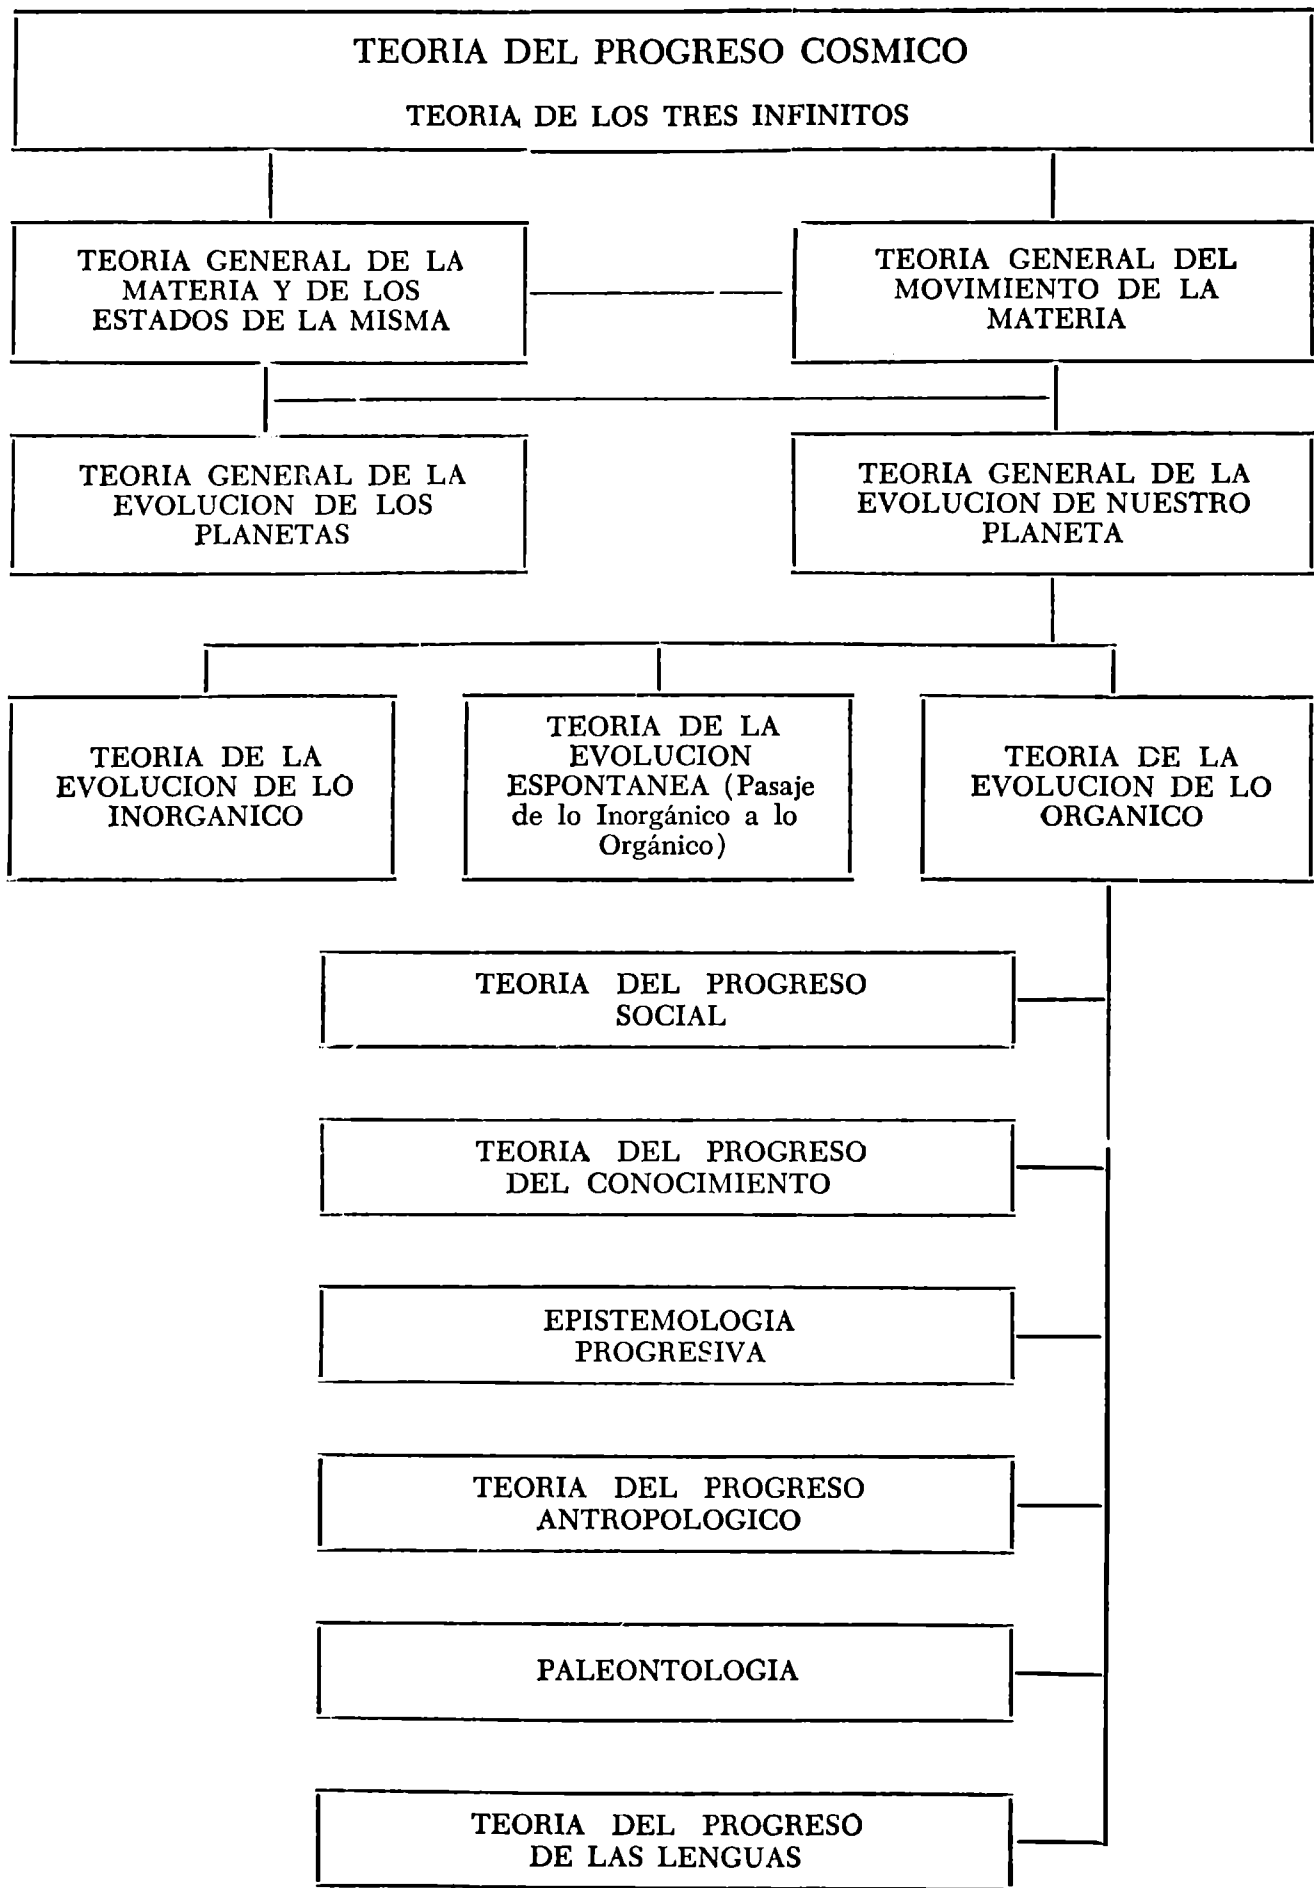 TEORIA DEL PROGRESO COSMICO
TEORIA DE LOS TRES INFINITOS
TEORIA GENERAL DE LA
MATERIA Y DE LOS
ESTADOS DE LA MISMA
TEORIA GENERAL DEL
MOVIMIENTO DE LA
MATERIA
TEORIA GENERAL DE LA
EVOLUCION DE LOS
PLANETAS
TEORIA GENERAL DE LA
EVOLUCION DE NUESTRO
PLANETA
TEORIA DE LA
EVOLUCION DE LO
INORGANICO
TEORIA DE LA
EVOLUCION
ESPONTANEA (Pasaje
de lo Inorgánico a lo
Orgánico)
TEORIA DE LA
EVOLUCION DE LO
ORGANICO
TEORIA DEL PROGRESO
SOCIAL
TEORIA DEL PROGRESO
DEL CONOCIMIENTO
EPISTEMOLOGIA
PROGRESIVA
TEORIA DEL PROGRESO
ANTROPOLOGICO
PALEONTOLOGIA
TEORIA DEL PROGRESO
DE LAS LENGUAS